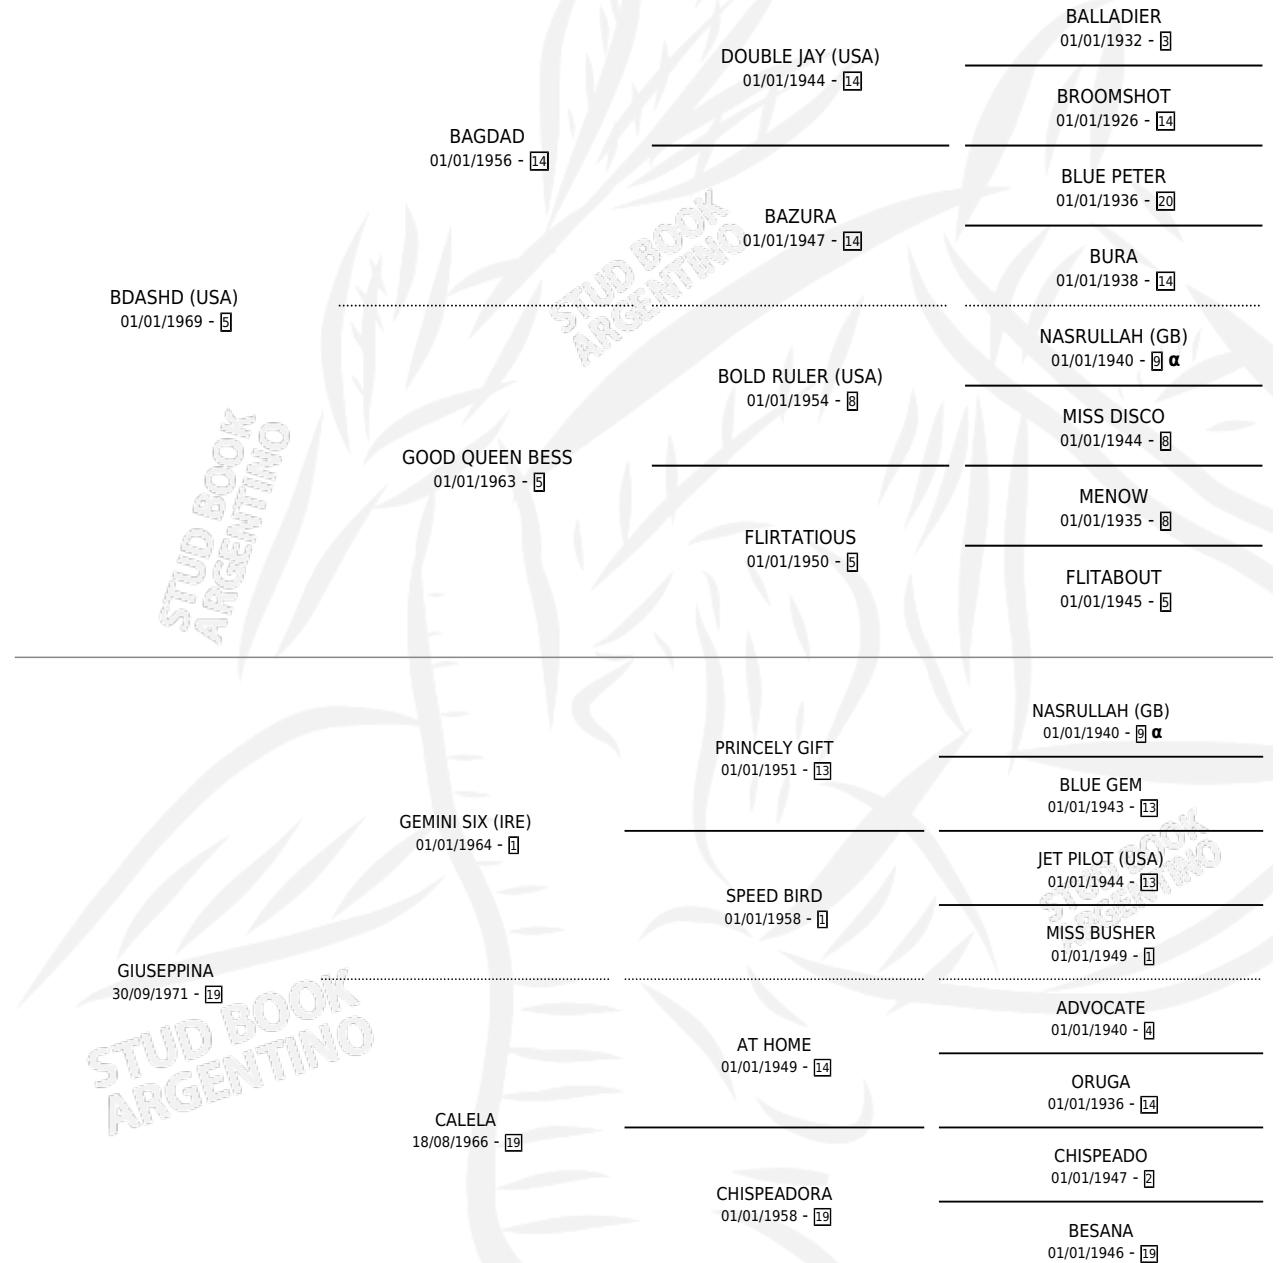 BALLADIER
01/01/1932 - 3
DOUBLE JAY (USA)
01/01/1944 - 14
BROOMSHOT
01/01/1926 - 14
BAGDAD
01/01/1956 - 14
BLUE PETER
01/01/1936 - 20
BAZURA
01/01/1947 - 14
BURA
01/01/1938 - 14
BDASHD (USA)
01/01/1969 - 5
NASRULLAH (GB)
01/01/1940 - 9 α
BOLD RULER (USA)
01/01/1954 - 8
MISS DISCO
01/01/1944 - 8
GOOD QUEEN BESS
01/01/1963 - 5
MENOW
01/01/1935 - 8
FLIRTATIOUS
01/01/1950 - 5
FLITABOUT
01/01/1945 - 5
NASRULLAH (GB)
01/01/1940 - 9 α
PRINCELY GIFT
01/01/1951 - 13
BLUE GEM
01/01/1943 - 13
GEMINI SIX (IRE)
01/01/1964 - 1
JET PILOT (USA)
01/01/1944 - 13
SPEED BIRD
01/01/1958 - 1
MISS BUSHER
01/01/1949 - 1
GIUSEPPINA
30/09/1971 - 19
ADVOCATE
01/01/1940 - 4
AT HOME
01/01/1949 - 14
ORUGA
01/01/1936 - 14
CALELA
18/08/1966 - 19
CHISPEADO
01/01/1947 - 2
CHISPEADORA
01/01/1958 - 19
BESANA
01/01/1946 - 19
STUD BOOK
ARGENTINO
STUD BOOK
ARGENTINO
STUD BOOK
ARGENTINO
STUD BOOK
ARGENTINO